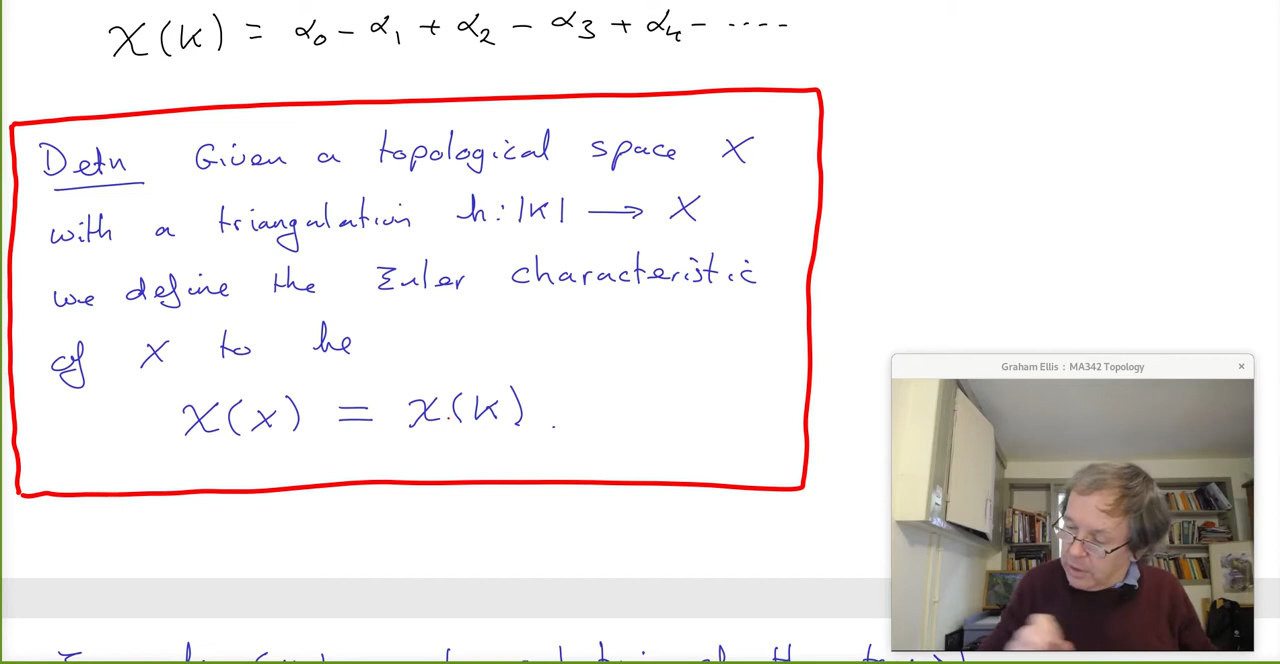 χ(K) = α₀ - α₁ + α₂ - α₃ + α₄ - ....
Defn Given a topological space X
with a triangulation h: |K| → X
we define the Euler characteristic
of X to be
χ(X) = χ(K).
Graham Ellis : MA342 Topology